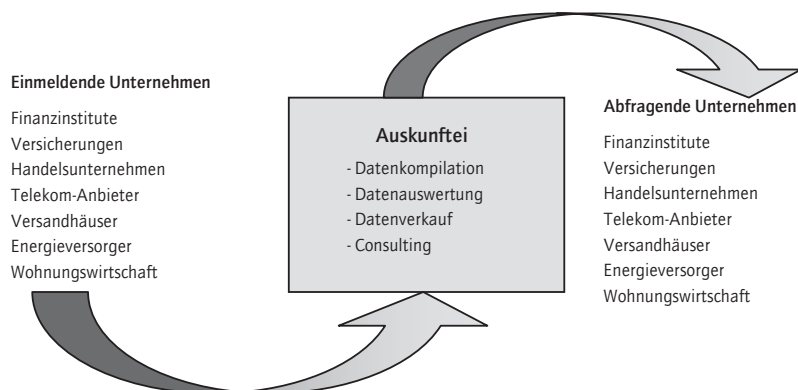 Einmeldende Unternehmen
Finanzinstitute
Versicherungen
Handelsunternehmen
Telekom-Anbieter
Versandhäuser
Energieversorger
Wohnungswirtschaft
Auskunftei
- Datenkompilation
- Datenauswertung
- Datenverkauf
- Consulting
Abfragende Unternehmen
Finanzinstitute
Versicherungen
Handelsunternehmen
Telekom-Anbieter
Versandhäuser
Energieversorger
Wohnungswirtschaft